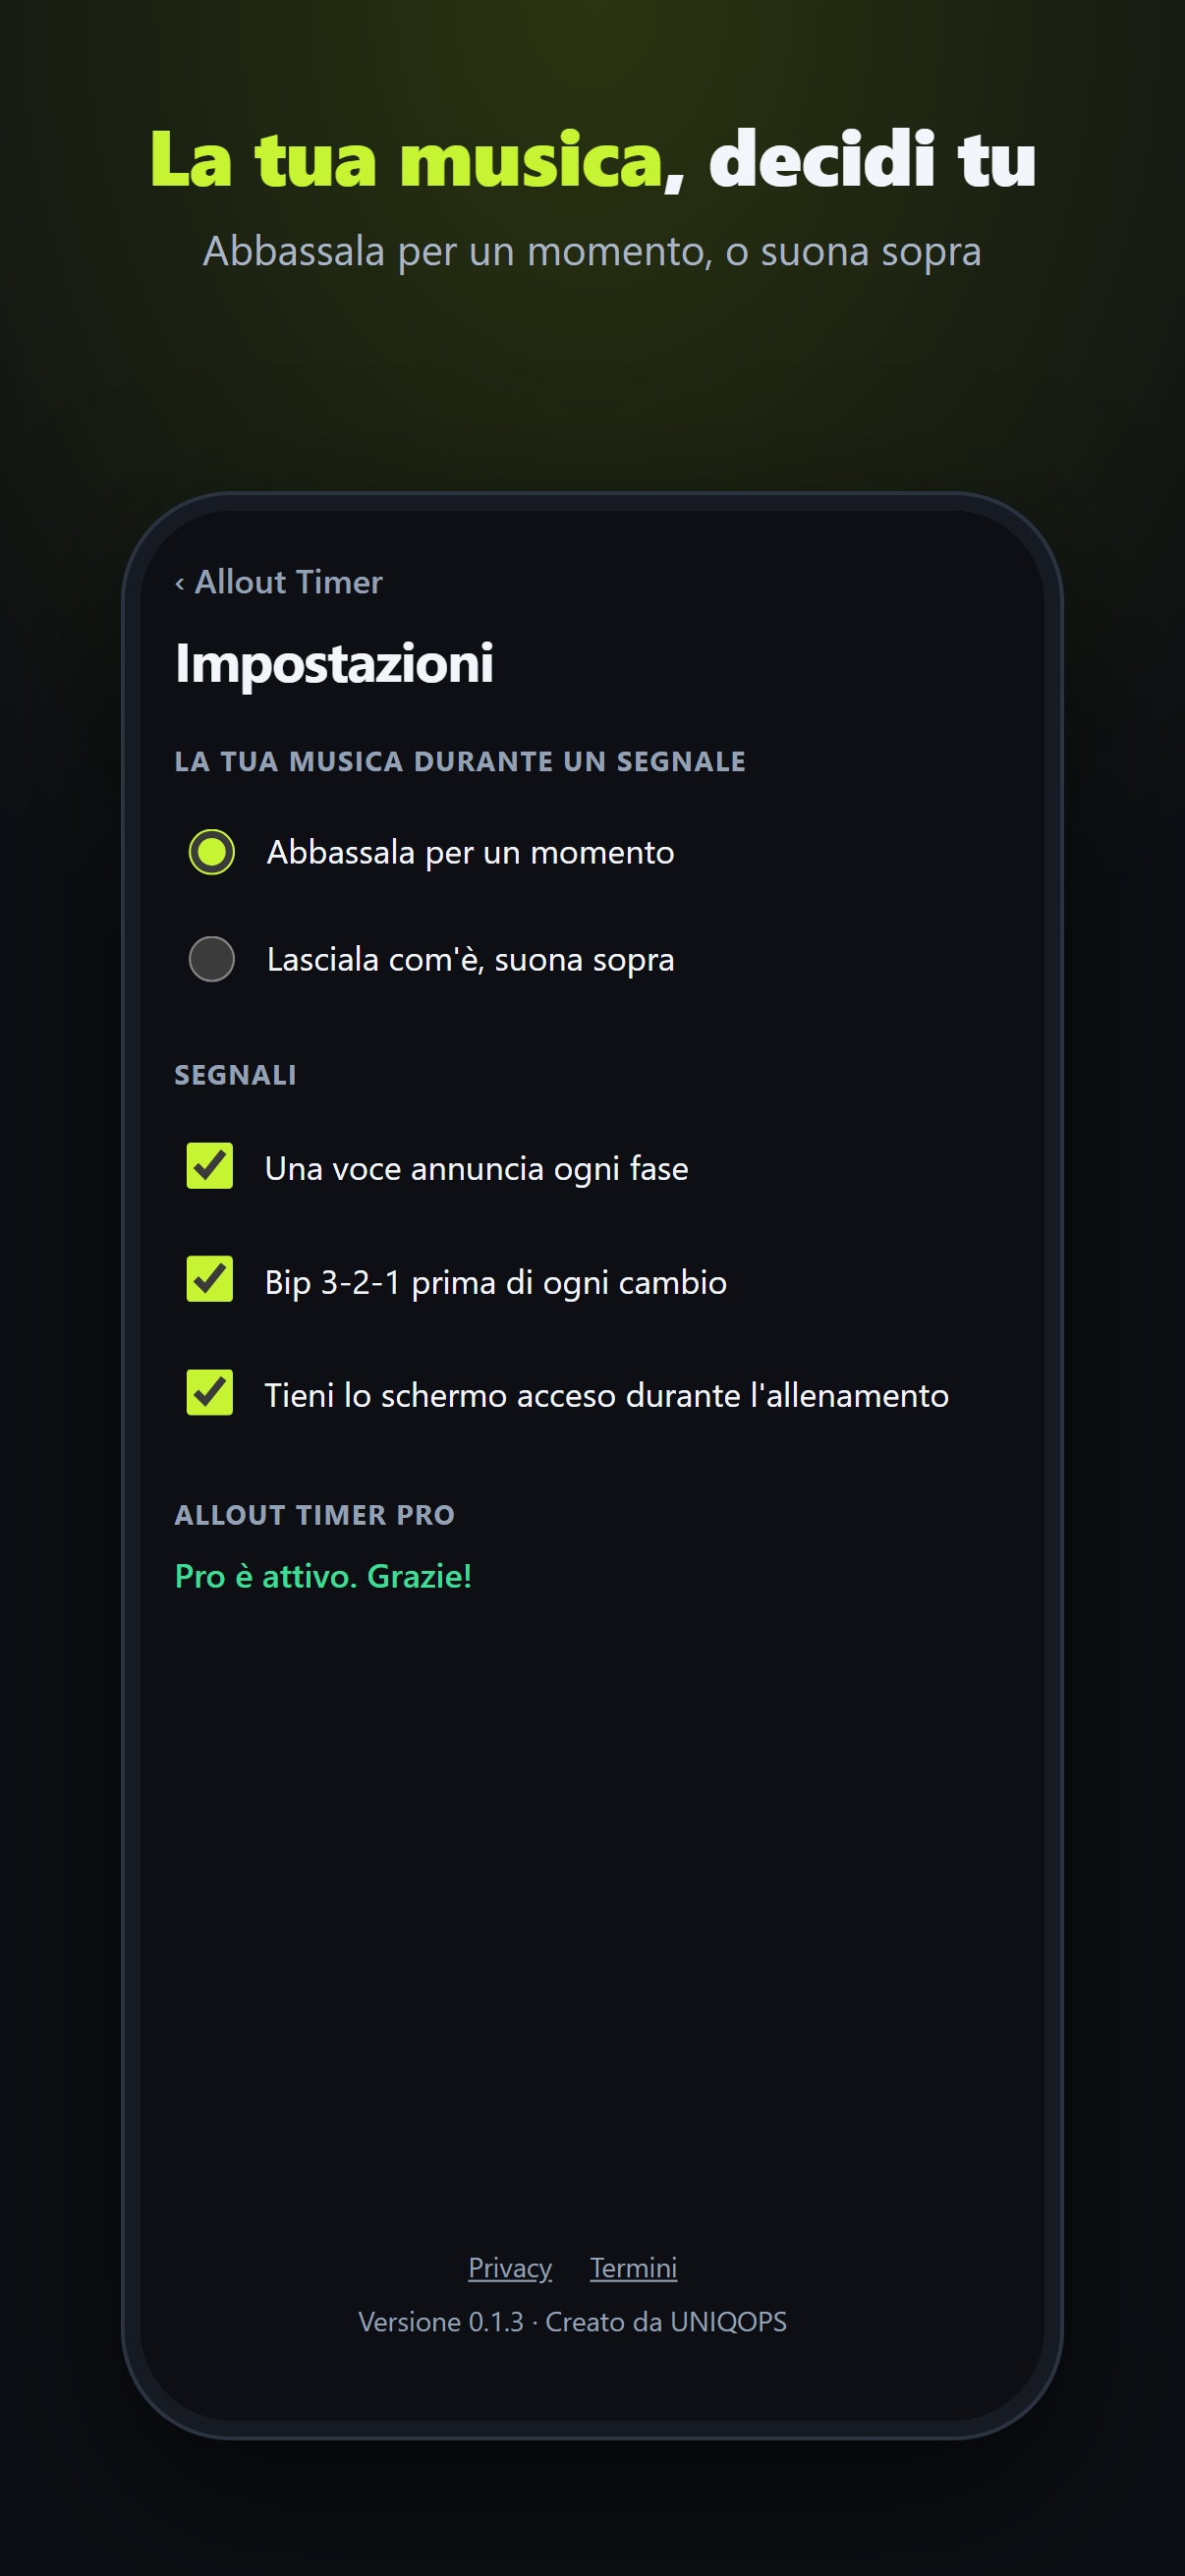 La tua musica, decidi tu
Abbassala per un momento, o suona sopra
‹ Allout Timer
Impostazioni
LA TUA MUSICA DURANTE UN SEGNALE
Abbassala per un momento
Lasciala com'è, suona sopra
SEGNALI
Una voce annuncia ogni fase
Bip 3-2-1 prima di ogni cambio
Tieni lo schermo acceso durante l'allenamento
ALLOUT TIMER PRO
Pro è attivo. Grazie!
Privacy Termini
Versione 0.1.3 · Creato da UNIQOPS